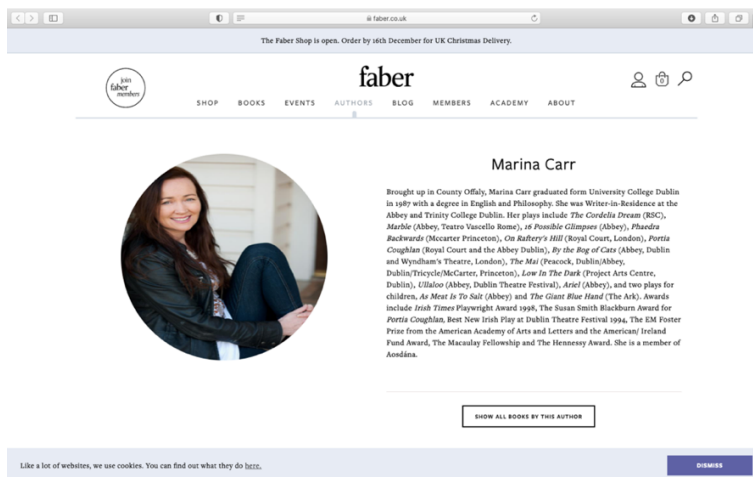 faber.co.uk
The Faber Shop is open. Order by 16th December for UK Christmas Delivery.
join
faber
members
faber
0
SHOP BOOKS EVENTS AUTHORS BLOG MEMBERS ACADEMY ABOUT
Marina Carr
Brought up in County Offaly, Marina Carr graduated form University College Dublin
in 1987 with a degree in English and Philosophy. She was Writer-in-Residence at the
Abbey and Trinity College Dublin. Her plays include The Cordelia Dream (RSC),
Marble (Abbey, Teatro Vascello Rome), 16 Possible Glimpses (Abbey), Phaedra
Backwards (Mccarter Princeton), On Raftery's Hill (Royal Court, London), Portia
Coughlan (Royal Court and the Abbey Dublin), By the Bog of Cats (Abbey, Dublin
and Wyndham's Theatre, London), The Mai (Peacock, Dublin/Abbey,
Dublin/Tricycle/McCarter, Princeton), Low In The Dark (Project Arts Centre,
Dublin), Ullaloo (Abbey, Dublin Theatre Festival), Ariel (Abbey), and two plays for
children, As Meat Is To Salt (Abbey) and The Giant Blue Hand (The Ark). Awards
include Irish Times Playwright Award 1998, The Susan Smith Blackburn Award for
Portia Coughlan, Best New Irish Play at Dublin Theatre Festival 1994, The EM Foster
Prize from the American Academy of Arts and Letters and the American/ Ireland
Fund Award, The Macaulay Fellowship and The Hennessy Award. She is a member of
Aosdána.
SHOW ALL BOOKS BY THIS AUTHOR
Like a lot of websites, we use cookies. You can find out what they do here.
DISMISS